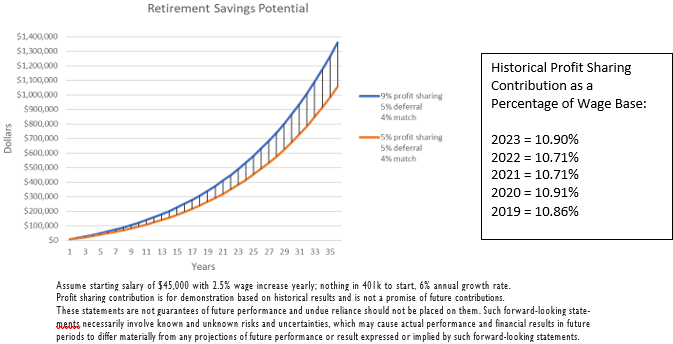 Retirement Savings Potential
$1,400,000
$1,300,000
$1,200,000
$1,100,000
$1,000,000
$900,000
$800,000
$700,000
$600,000
$500,000
$400,000
$300,000
$200,000
$100,000
$0
Dollars
1 3 5 7 9 11 13 15 17 19 21 23 25 27 29 31 33 35
Years
9% profit sharing
5% deferral
4% match
5% profit sharing
5% deferral
4% match
Historical Profit Sharing
Contribution as a
Percentage of Wage Base:
2023 = 10.90%
2022 = 10.71%
2021 = 10.71%
2020 = 10.91%
2019 = 10.86%
Assume starting salary of $45,000 with 2.5% wage increase yearly; nothing in 401k to start, 6% annual growth rate.
Profit sharing contribution is for demonstration based on historical results and is not a promise of future contributions.
These statements are not guarantees of future performance and undue reliance should not be placed on them. Such forward-looking state-
ments necessarily involve known and unknown risks and uncertainties, which may cause actual performance and financial results in future
periods to differ materially from any projections of future performance or result expressed or implied by such forward-looking statements.